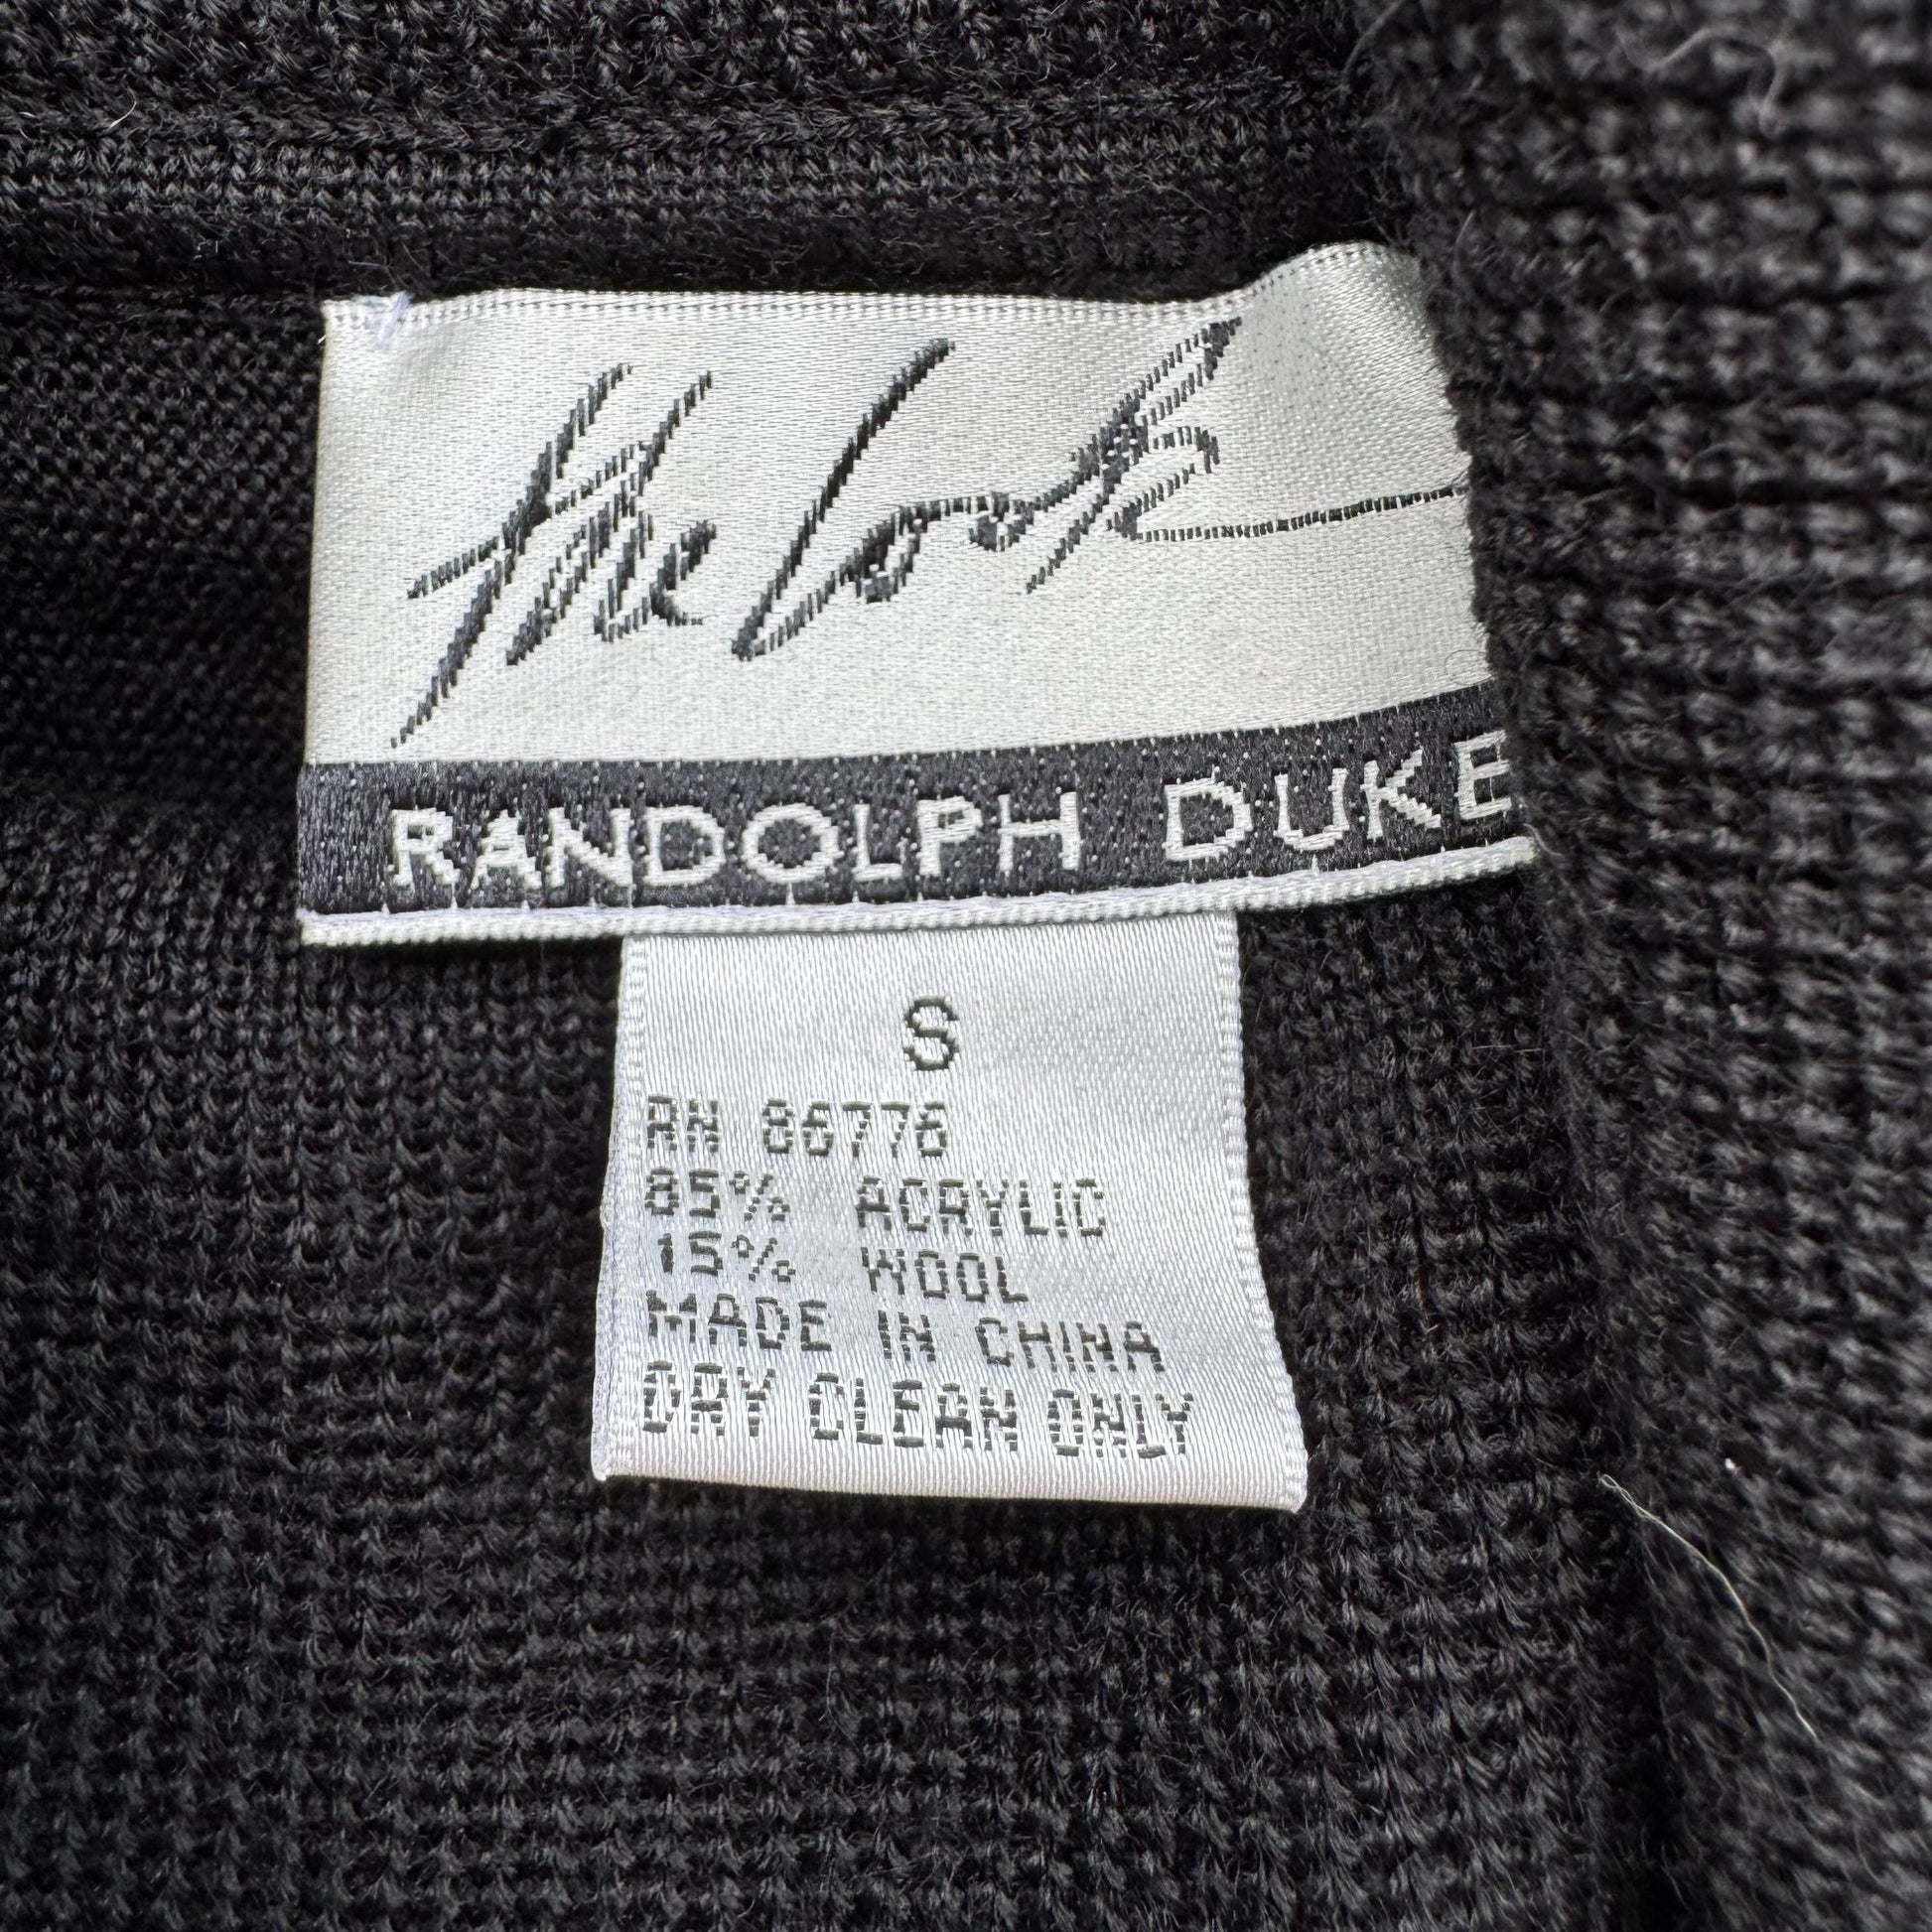 the look
RANDOLPH DUKE
S
RN 86776
85% ACRYLIC
15% WOOL
MADE IN CHINA
DRY CLEAN ONLY